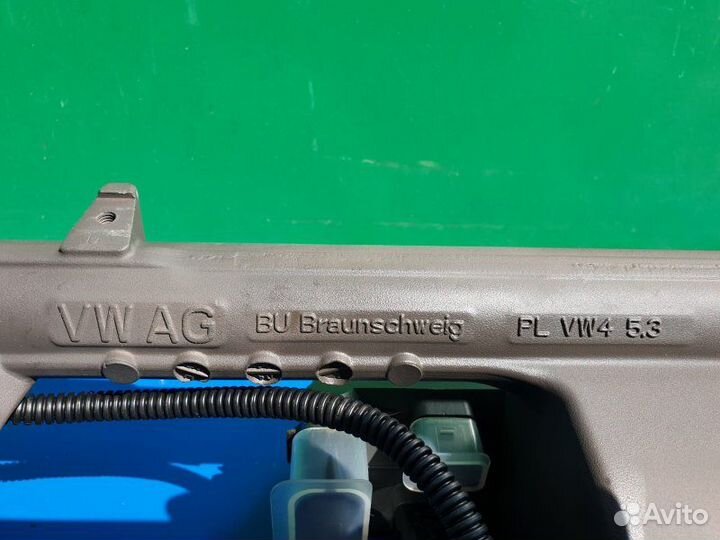 VW AG BU Braunschweig PL VW4 5.3
Avito